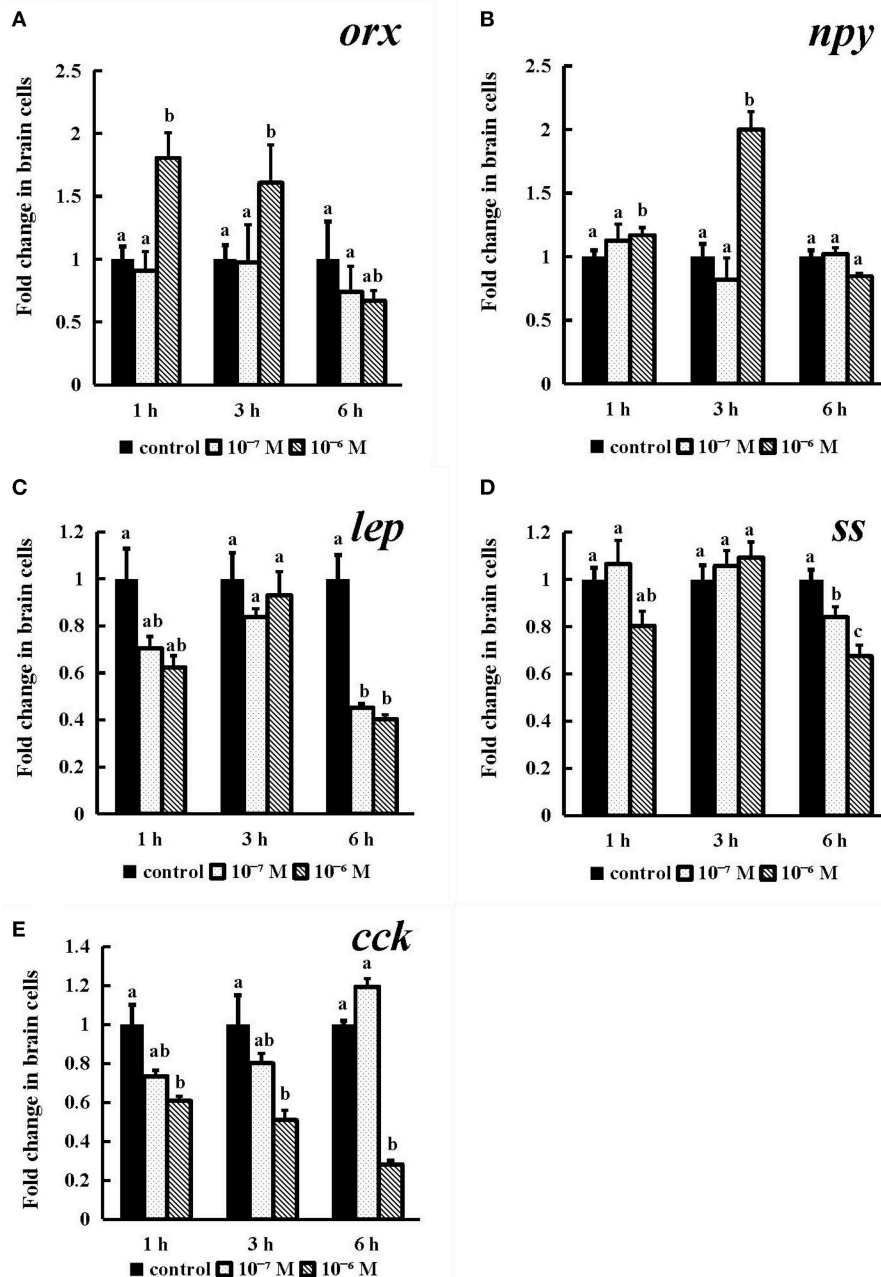 A
orx
Fold change in brain cells
2.5
2
1.5
1
0.5
0
a a b
a a b
a a ab
1 h 3 h 6 h
control 10⁻⁷ M 10⁻⁶ M
B
npy
Fold change in brain cells
2.5
2
1.5
1
0.5
0
a a b
a a b
a a a
1 h 3 h 6 h
control 10⁻⁷ M 10⁻⁶ M
C
lep
Fold change in brain cells
1.2
1
0.8
0.6
0.4
0.2
0
a ab ab
a a a
a b b
1 h 3 h 6 h
control 10⁻⁷ M 10⁻⁶ M
D
ss
Fold change in brain cells
1.2
1
0.8
0.6
0.4
0.2
0
a a ab
a a a
a b c
1 h 3 h 6 h
control 10⁻⁷ M 10⁻⁶ M
E
cck
Fold change in brain cells
1.4
1.2
1
0.8
0.6
0.4
0.2
0
a ab b
a ab b
a a b
1 h 3 h 6 h
control 10⁻⁷ M 10⁻⁶ M